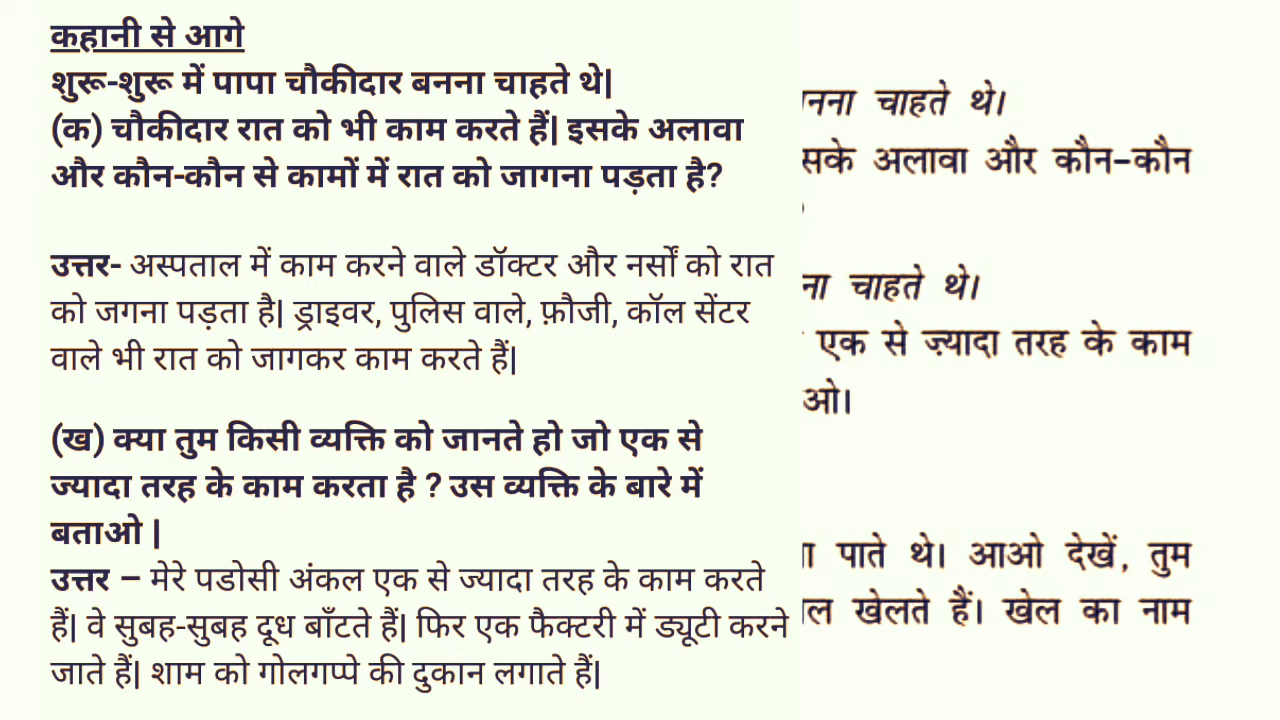 कहानी से आगे
शुरू-शुरू में पापा चौकीदार बनना चाहते थे|
(क) चौकीदार रात को भी काम करते हैं| इसके अलावा
और कौन-कौन से कामों में रात को जागना पड़ता है?
उत्तर- अस्पताल में काम करने वाले डॉक्टर और नर्सों को रात
को जगना पड़ता है| ड्राइवर, पुलिस वाले, फ़ौजी, कॉल सेंटर
वाले भी रात को जागकर काम करते हैं|
(ख) क्या तुम किसी व्यक्ति को जानते हो जो एक से
ज्यादा तरह के काम करता है ? उस व्यक्ति के बारे में
बताओ |
उत्तर – मेरे पडोसी अंकल एक से ज्यादा तरह के काम करते
हैं| वे सुबह-सुबह दूध बाँटते हैं| फिर एक फैक्टरी में ड्यूटी करने
जाते हैं| शाम को गोलगप्पे की दुकान लगाते हैं|
चाहते थे।
अलावा और कौन-कौन
चाहते थे।
एक से ज़्यादा तरह के काम
पाते थे। आओ देखें, तुम
खेलते हैं। खेल का नाम